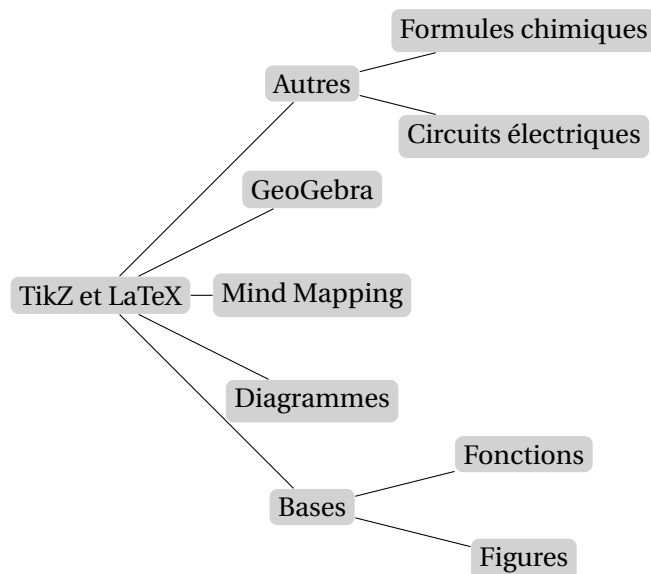 Formules chimiques
Autres
Circuits électriques
GeoGebra
TikZ et LaTeX
Mind Mapping
Diagrammes
Fonctions
Bases
Figures